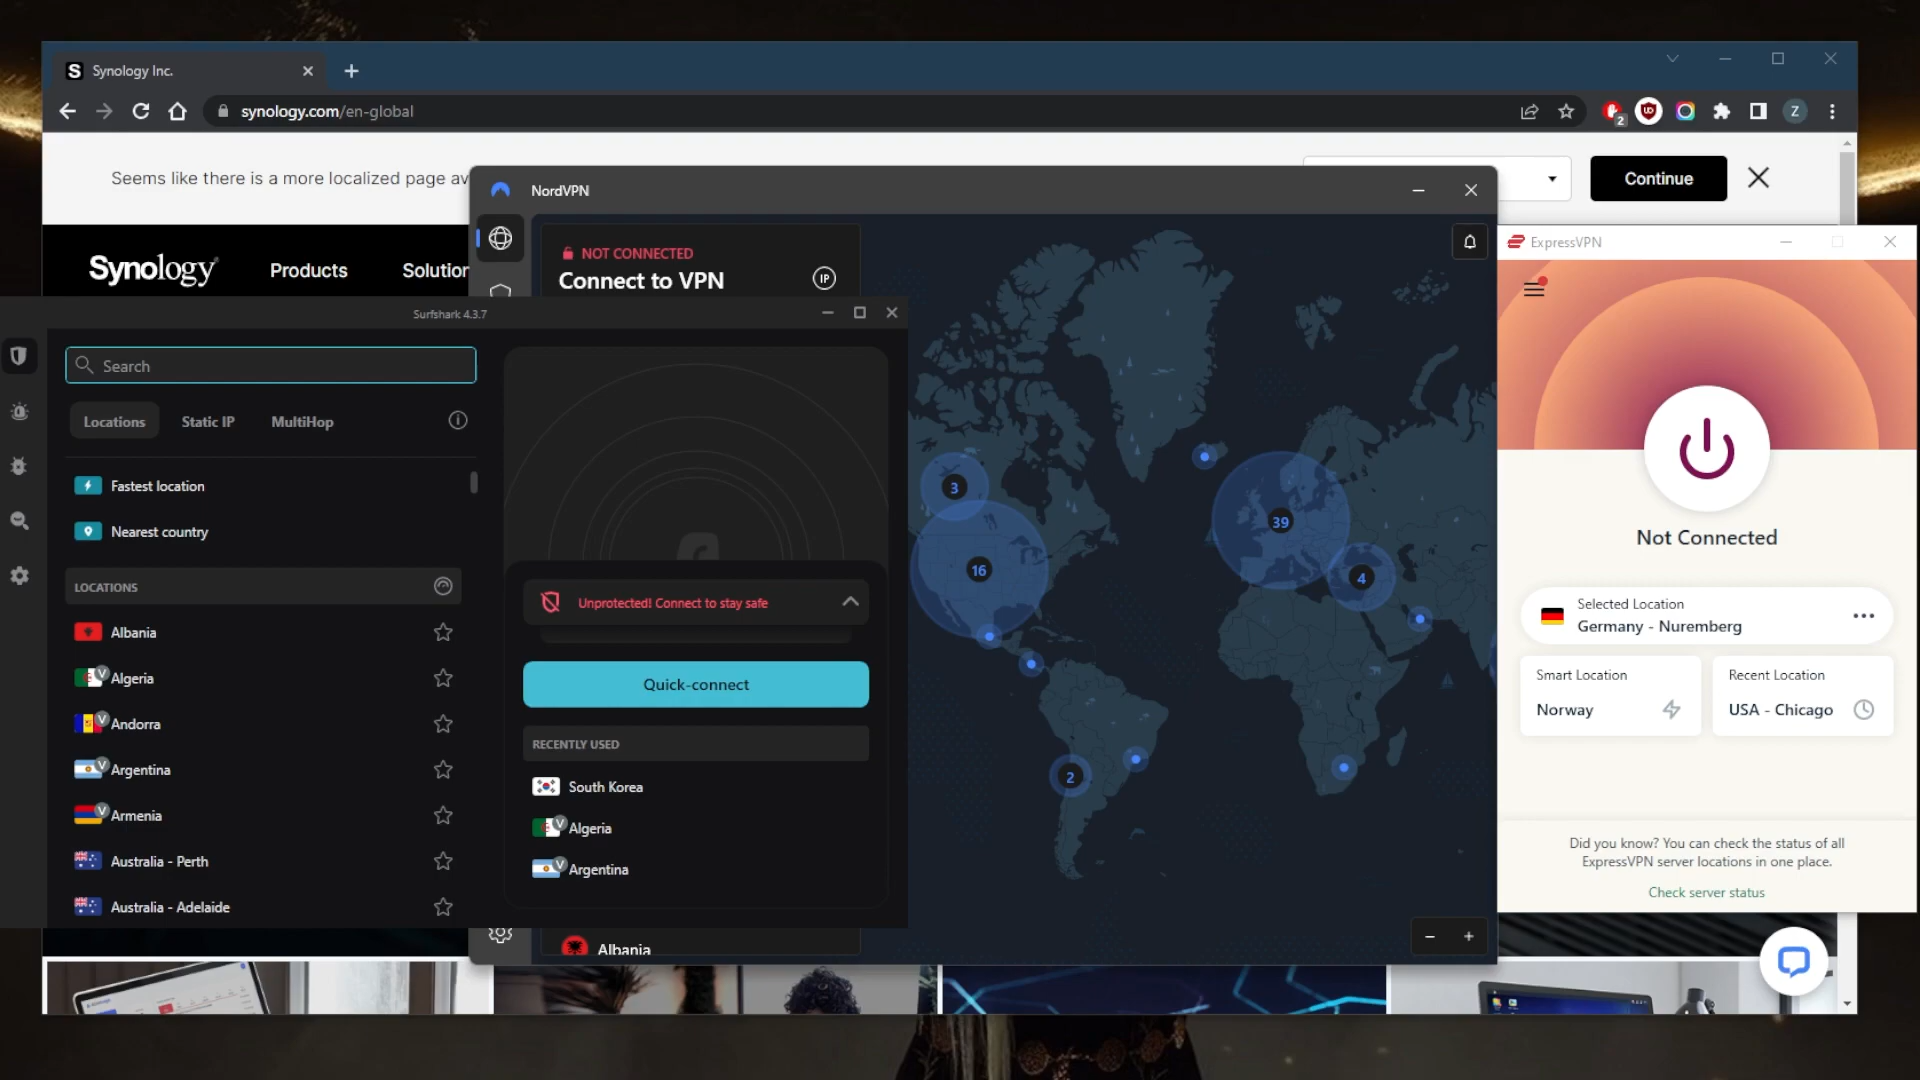 Synology Inc.
synology.com/en-global
2
Z
Seems like there is a more localized page av
Continue
Synology
Products
Solution
NordVPN
NOT CONNECTED
Connect to VPN
IP
3
16
39
4
2
Albania
Surfshark 4.3.7
Search
Locations
Static IP
MultiHop
Fastest location
Nearest country
LOCATIONS
Albania
Algeria
Andorra
Argentina
Armenia
Australia - Perth
Australia - Adelaide
Unprotected! Connect to stay safe
Quick-connect
RECENTLY USED
South Korea
Algeria
Argentina
ExpressVPN
Not Connected
Selected Location
Germany - Nuremberg
Smart Location
Norway
Recent Location
USA - Chicago
Did you know? You can check the status of all
ExpressVPN server locations in one place.
Check server status